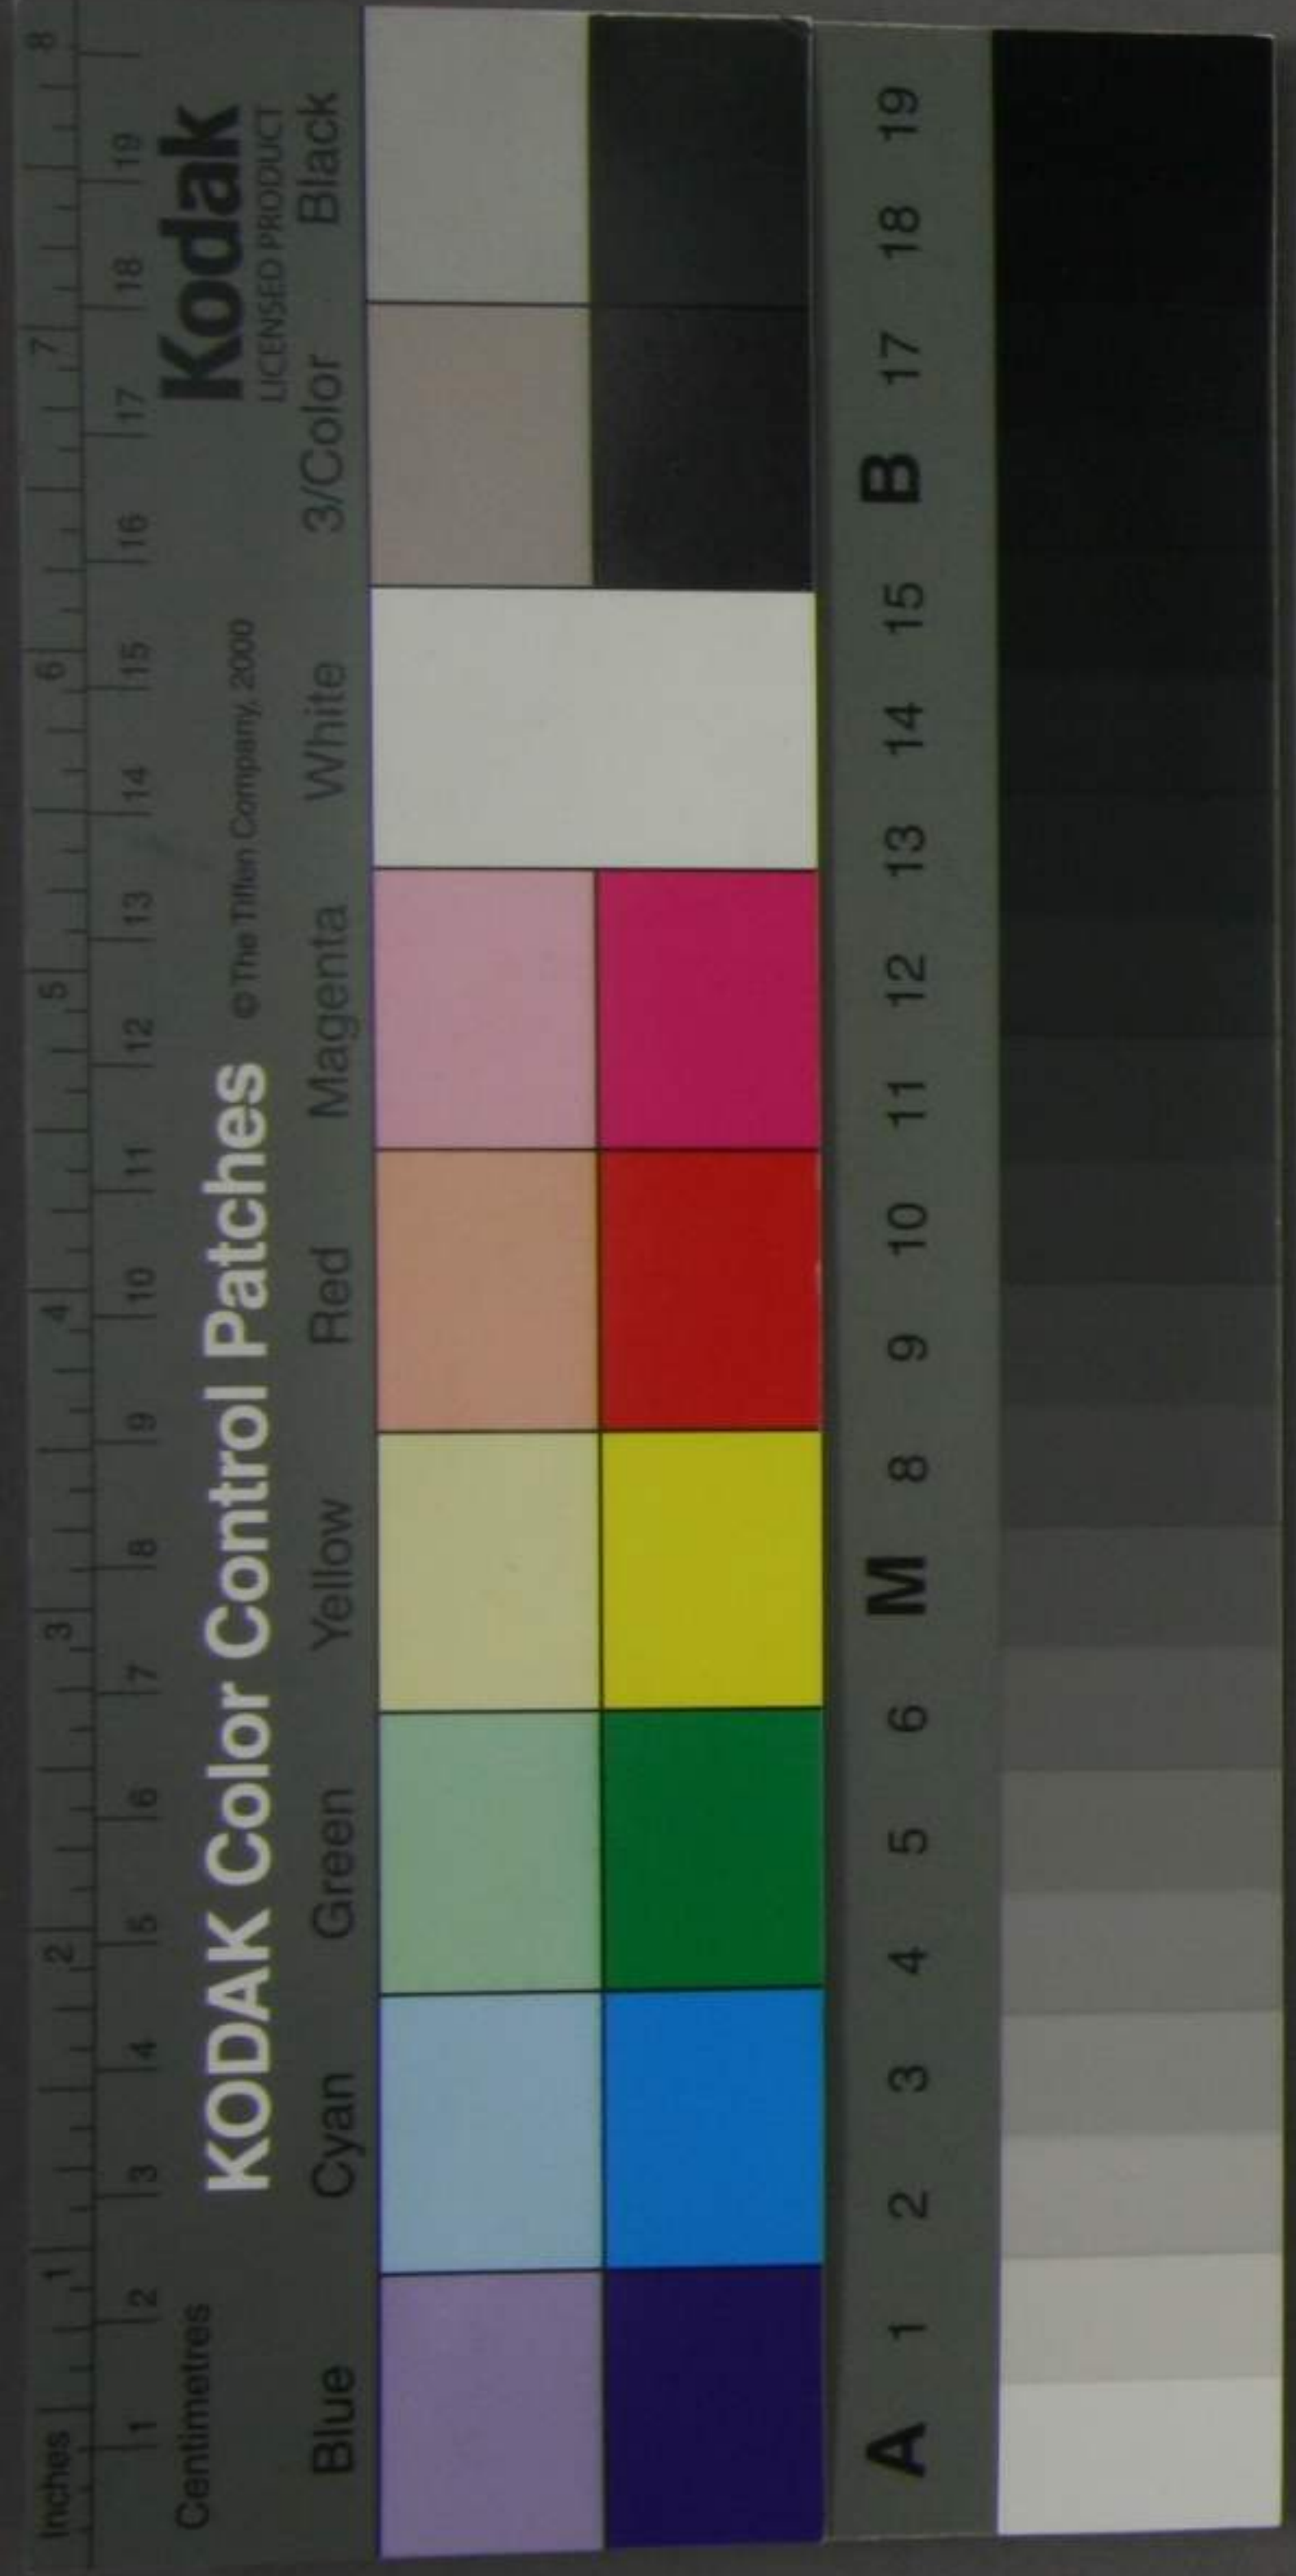 Inches 1 2 3 4 5 6 7 8
Centimetres 1 2 3 4 5 6 7 8 9 10 11 12 13 14 15 16 17 18 19
KODAK Color Control Patches © The Tiffen Company, 2000
Kodak
LICENSED PRODUCT
Blue Cyan Green Yellow Red Magenta White 3/Color Black
A 1 2 3 4 5 6 M 8 9 10 11 12 13 14 15 B 17 18 19